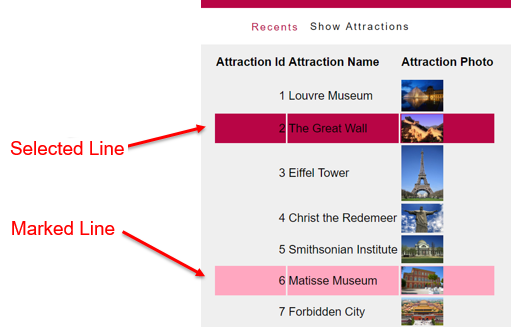 Recents Show Attractions
Attraction Id Attraction Name Attraction Photo
1 Louvre Museum
2 The Great Wall
Selected Line
3 Eiffel Tower
4 Christ the Redemeer
Marked Line
5 Smithsonian Institute
6 Matisse Museum
7 Forbidden City